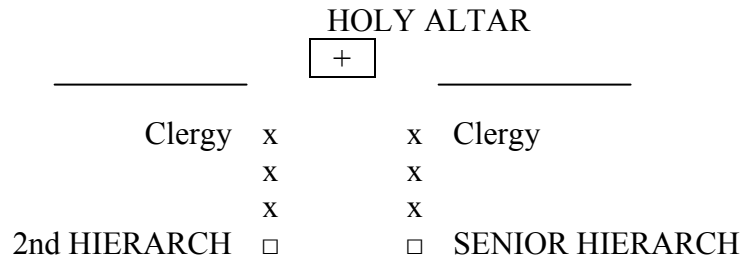 HOLY ALTAR
+
Clergy x x Clergy
x x
x x
2nd HIERARCH □ □ SENIOR HIERARCH